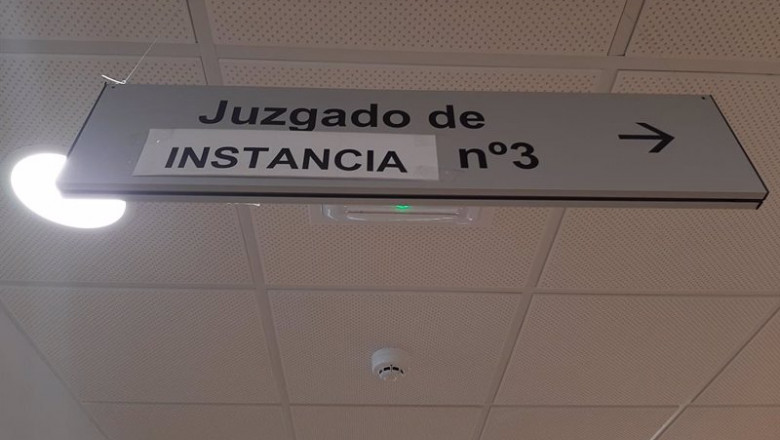 Juzgado de
INSTANCIA nº3 →